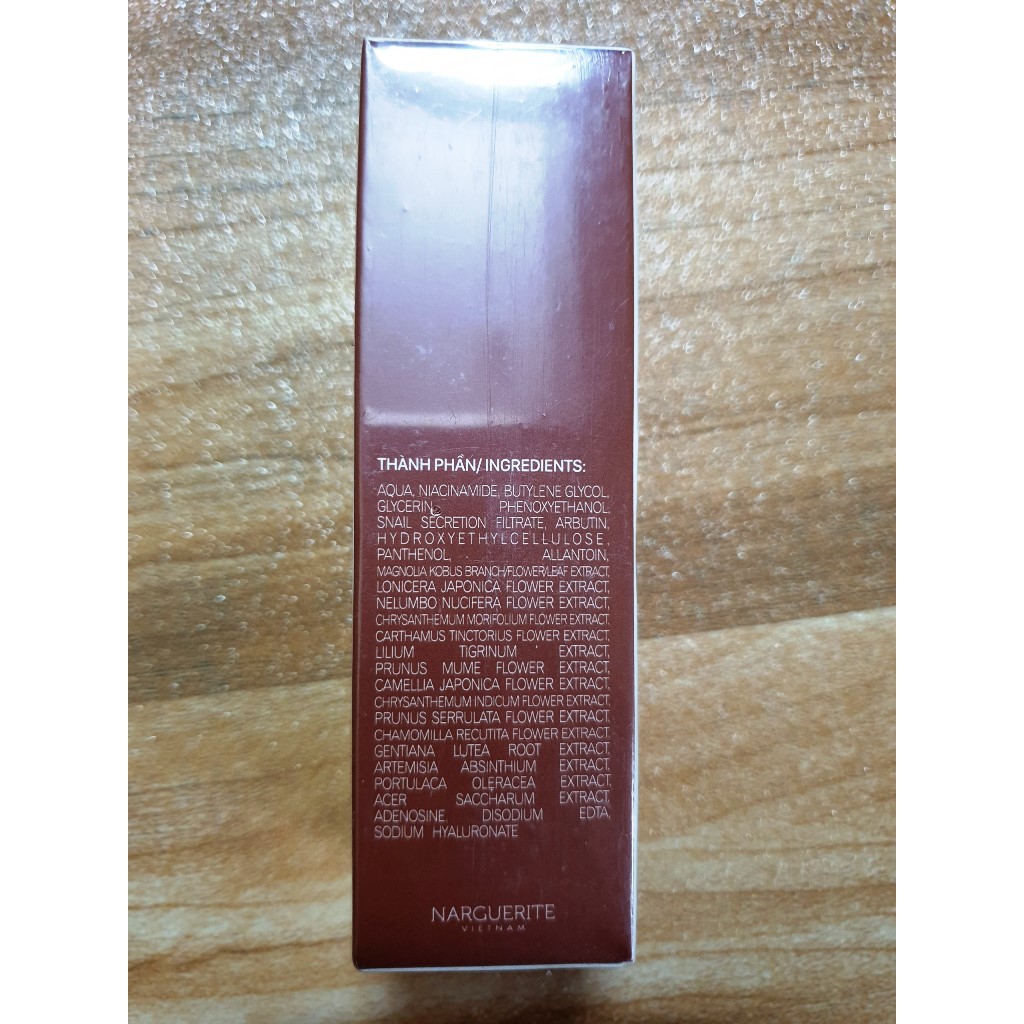 THÀNH PHẦN/ INGREDIENTS:
AQUA, NIACINAMIDE, BUTYLENE GLYCOL,
GLYCERIN, PHENOXYETHANOL,
SNAIL SECRETION FILTRATE, ARBUTIN,
HYDROXYETHYLCELLULOSE,
PANTHENOL, ALLANTOIN,
MAGNOLIA KOBUS BRANCH/FLOWER/LEAF EXTRACT,
LONICERA JAPONICA FLOWER EXTRACT,
NELUMBO NUCIFERA FLOWER EXTRACT,
CHRYSANTHEMUM MORIFOLIUM FLOWER EXTRACT,
CARTHAMUS TINCTORIUS FLOWER EXTRACT,
LILIUM TIGRINUM EXTRACT,
PRUNUS MUME FLOWER EXTRACT,
CAMELLIA JAPONICA FLOWER EXTRACT,
CHRYSANTHEMUM INDICUM FLOWER EXTRACT,
PRUNUS SERRULATA FLOWER EXTRACT,
CHAMOMILLA RECUTITA FLOWER EXTRACT,
GENTIANA LUTEA ROOT EXTRACT,
ARTEMISIA ABSINTHIUM EXTRACT,
PORTULACA OLERACEA EXTRACT,
ACER SACCHARUM EXTRACT,
ADENOSINE, DISODIUM EDTA,
SODIUM HYALURONATE
NARGUERITE
VIETNAM